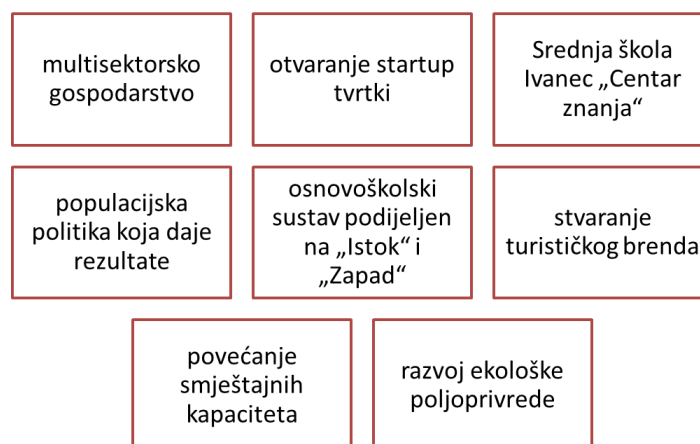 multisektorsko
gospodarstvo
otvaranje startup
tvrtki
Srednja škola
Ivanec „Centar
znanja“
populacijska
politika koja daje
rezultate
osnovoškolski
sustav podijeljen
na „Istok“ i
„Zapad“
stvaranje
turističkog brenda
povećanje
smještajnih
kapaciteta
razvoj ekološke
poljoprivrede